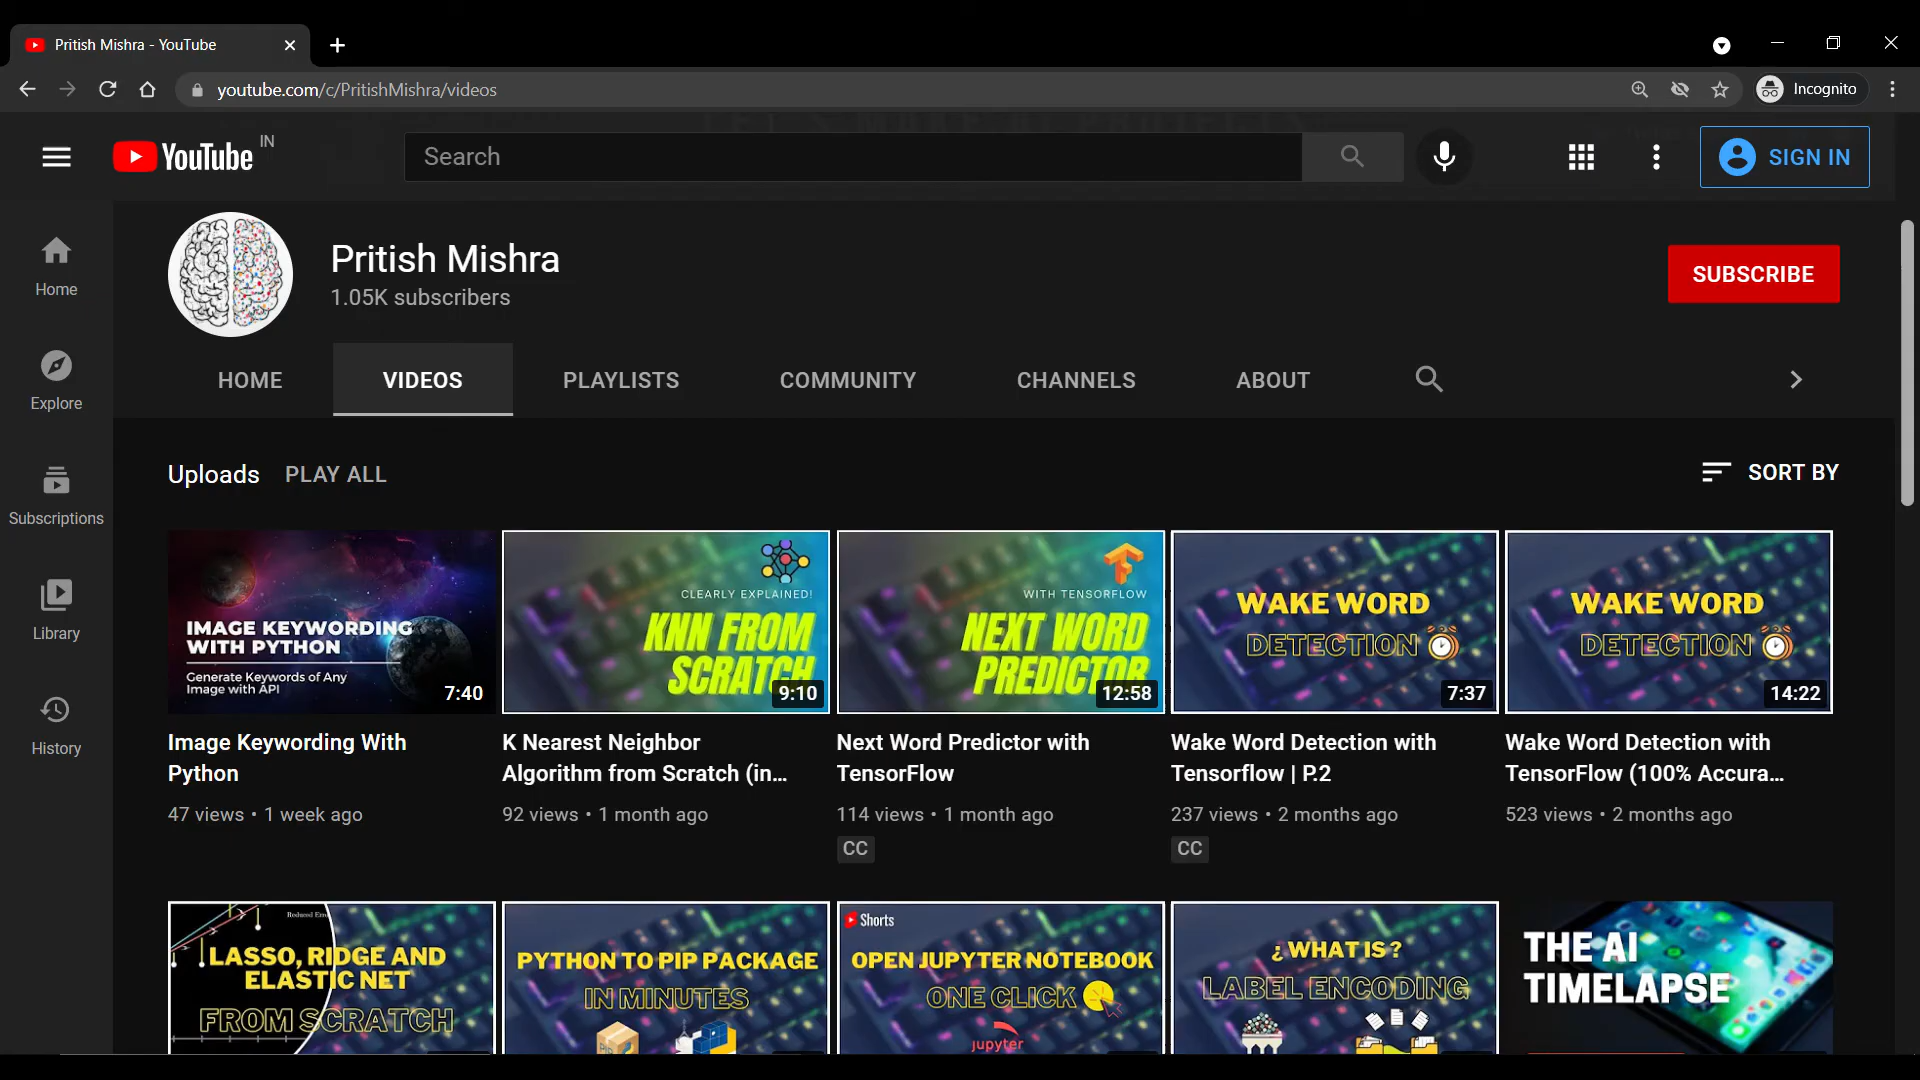 Pritish Mishra - YouTube
youtube.com/c/PritishMishra/videos
Incognito
YouTube IN
Search
SIGN IN
Home
Explore
Subscriptions
Library
History
Pritish Mishra
1.05K subscribers
SUBSCRIBE
HOME VIDEOS PLAYLISTS COMMUNITY CHANNELS ABOUT
Uploads PLAY ALL
SORT BY
IMAGE KEYWORDING
WITH PYTHON
Generate Keywords of Any
Image with API
7:40
Image Keywording With
Python
47 views • 1 week ago
CLEARLY EXPLAINED!
KNN FROM
SCRATCH
9:10
K Nearest Neighbor
Algorithm from Scratch (in...
92 views • 1 month ago
WITH TENSORFLOW
NEXT WORD
PREDICTOR
12:58
Next Word Predictor with
TensorFlow
114 views • 1 month ago
CC
WAKE WORD
DETECTION
7:37
Wake Word Detection with
Tensorflow | P.2
237 views • 2 months ago
CC
WAKE WORD
DETECTION
14:22
Wake Word Detection with
TensorFlow (100% Accura...
523 views • 2 months ago
LASSO, RIDGE AND
ELASTIC NET
FROM SCRATCH
PYTHON TO PIP PACKAGE
IN MINUTES
Shorts
OPEN JUPYTER NOTEBOOK
ONE CLICK
jupyter
¿WHAT IS?
LABEL ENCODING
THE AI
TIMELAPSE